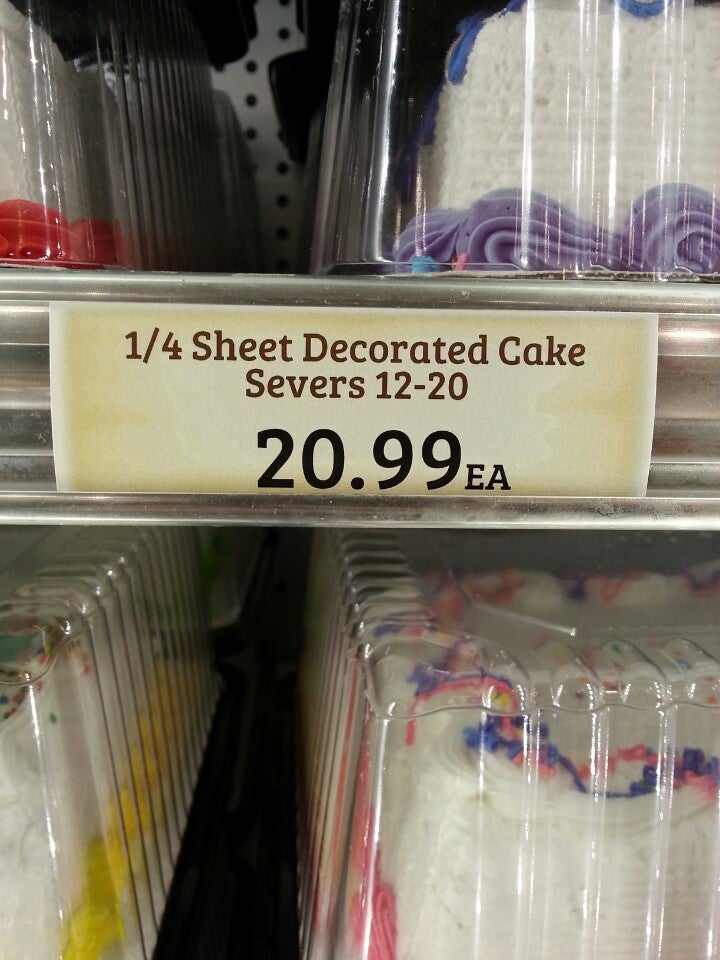 1/4 Sheet Decorated Cake
Severs 12-20
20.99EA